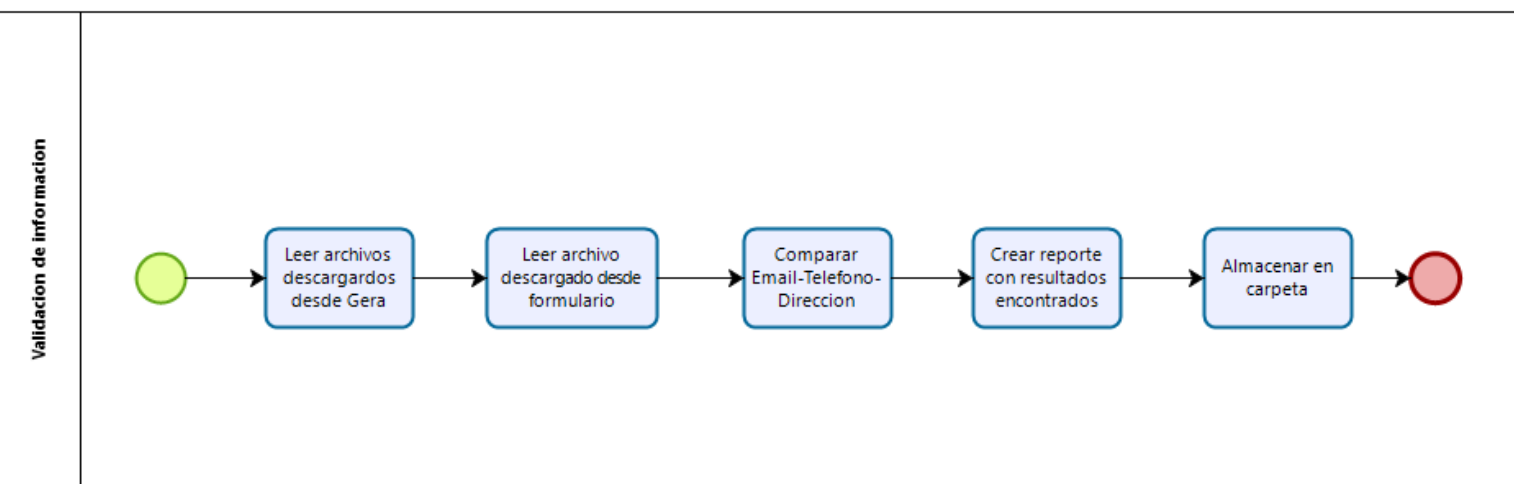 Validacion de informacion
Leer archivos
descargardos
desde Gera
Leer archivo
descargado desde
formulario
Comparar
Email-Telefono-
Direccion
Crear reporte
con resultados
encontrados
Almacenar en
carpeta